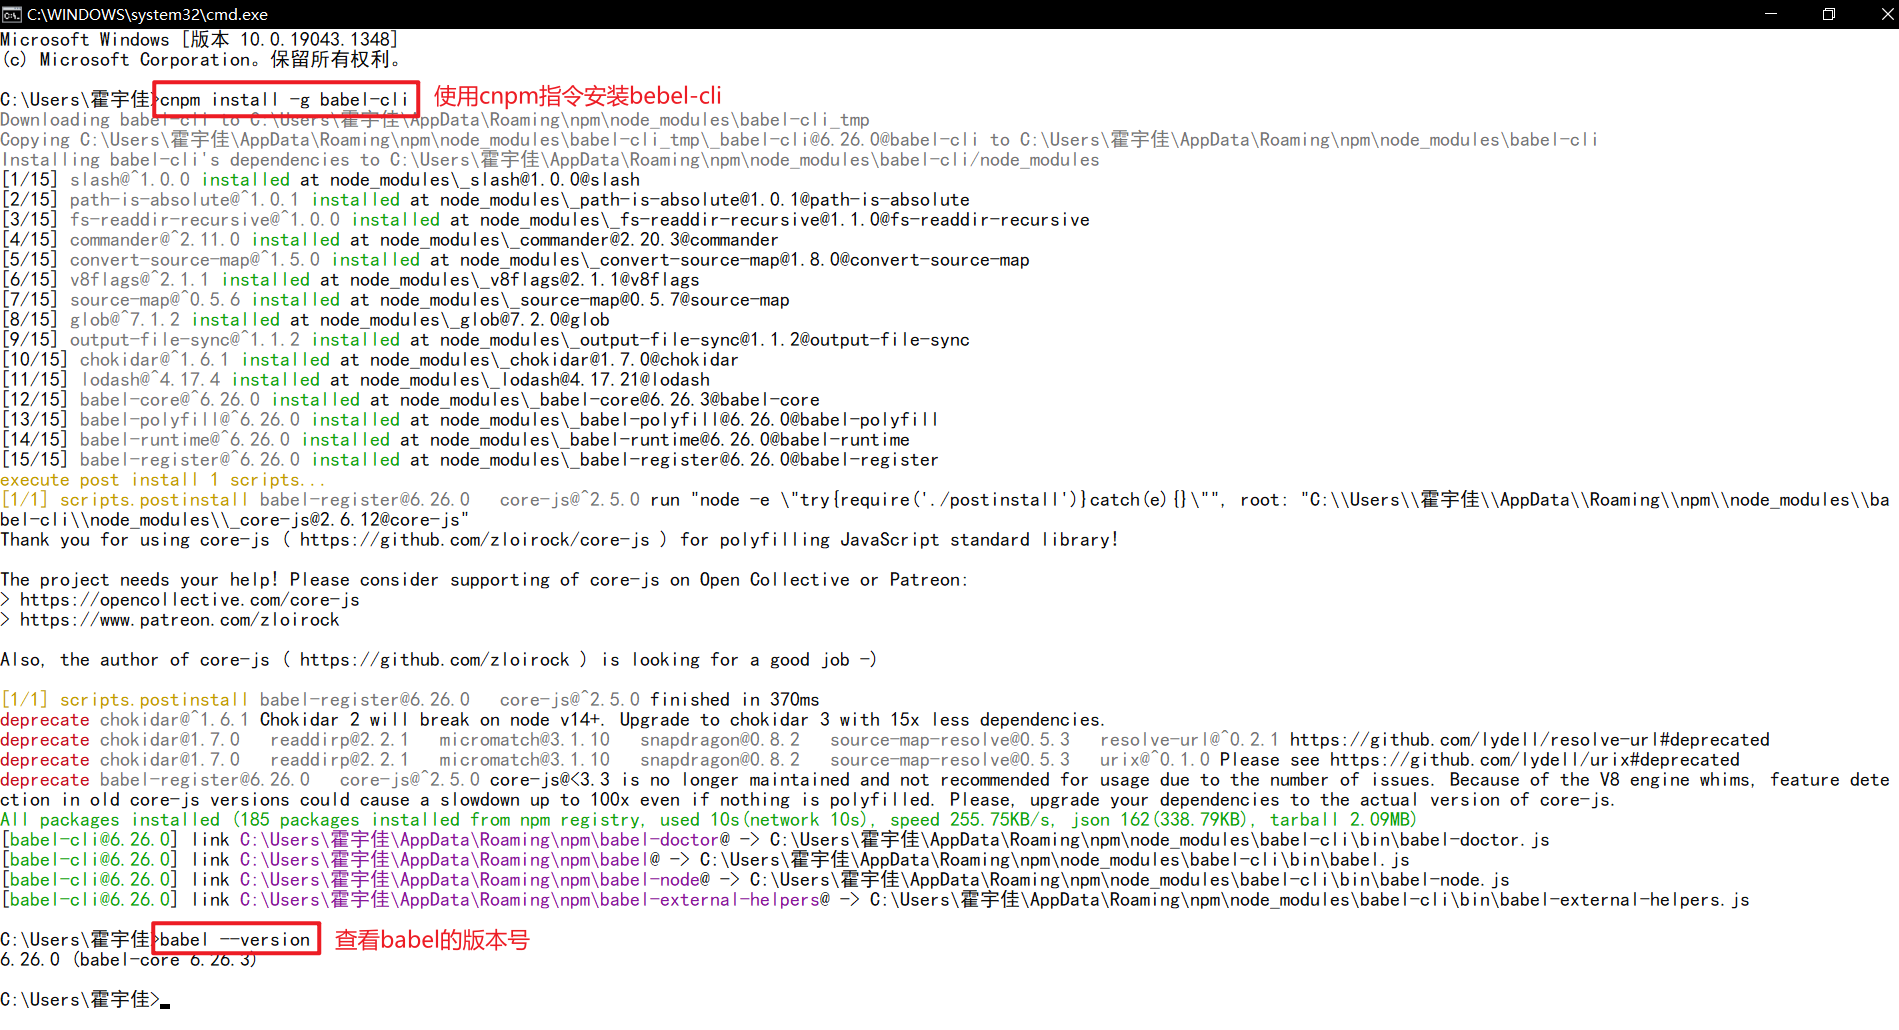 C:\WINDOWS\system32\cmd.exe
Microsoft Windows [版本 10.0.19043.1348]
(c) Microsoft Corporation。保留所有权利。
C:\Users\霍宇佳>cnpm install -g babel-cli 使用cnpm指令安装bebel-cli
Downloading babel-cli to C:\Users\霍宇佳\AppData\Roaming\npm\node_modules\babel-cli_tmp
Copying C:\Users\霍宇佳\AppData\Roaming\npm\node_modules\babel-cli_tmp\_babel-cli@6.26.0@babel-cli to C:\Users\霍宇佳\AppData\Roaming\npm\node_modules\babel-cli
Installing babel-cli's dependencies to C:\Users\霍宇佳\AppData\Roaming\npm\node_modules\babel-cli/node_modules
[1/15] slash@^1.0.0 installed at node_modules\_slash@1.0.0@slash
[2/15] path-is-absolute@^1.0.1 installed at node_modules\_path-is-absolute@1.0.1@path-is-absolute
[3/15] fs-readdir-recursive@^1.0.0 installed at node_modules\_fs-readdir-recursive@1.1.0@fs-readdir-recursive
[4/15] commander@^2.11.0 installed at node_modules\_commander@2.20.3@commander
[5/15] convert-source-map@^1.5.0 installed at node_modules\_convert-source-map@1.8.0@convert-source-map
[6/15] v8flags@^2.1.1 installed at node_modules\_v8flags@2.1.1@v8flags
[7/15] source-map@^0.5.6 installed at node_modules\_source-map@0.5.7@source-map
[8/15] glob@^7.1.2 installed at node_modules\_glob@7.2.0@glob
[9/15] output-file-sync@^1.1.2 installed at node_modules\_output-file-sync@1.1.2@output-file-sync
[10/15] chokidar@^1.6.1 installed at node_modules\_chokidar@1.7.0@chokidar
[11/15] lodash@^4.17.4 installed at node_modules\_lodash@4.17.21@lodash
[12/15] babel-core@^6.26.0 installed at node_modules\_babel-core@6.26.3@babel-core
[13/15] babel-polyfill@^6.26.0 installed at node_modules\_babel-polyfill@6.26.0@babel-polyfill
[14/15] babel-runtime@^6.26.0 installed at node_modules\_babel-runtime@6.26.0@babel-runtime
[15/15] babel-register@^6.26.0 installed at node_modules\_babel-register@6.26.0@babel-register
execute post install 1 scripts...
[1/1] scripts.postinstall babel-register@6.26.0   core-js@^2.5.0 run "node -e \"try{require('./postinstall')}catch(e){}\"", root: "C:\\Users\\霍宇佳\\AppData\\Roaming\\npm\\node_modules\\ba
bel-cli\\node_modules\\_core-js@2.6.12@core-js"
Thank you for using core-js ( https://github.com/zloirock/core-js ) for polyfilling JavaScript standard library!
The project needs your help! Please consider supporting of core-js on Open Collective or Patreon:
> https://opencollective.com/core-js
> https://www.patreon.com/zloirock
Also, the author of core-js ( https://github.com/zloirock ) is looking for a good job -)
[1/1] scripts.postinstall babel-register@6.26.0   core-js@^2.5.0 finished in 370ms
deprecate chokidar@^1.6.1 Chokidar 2 will break on node v14+. Upgrade to chokidar 3 with 15x less dependencies.
deprecate chokidar@1.7.0   readdirp@2.2.1   micromatch@3.1.10   snapdragon@0.8.2   source-map-resolve@0.5.3   resolve-url@^0.2.1 https://github.com/lydell/resolve-url#deprecated
deprecate chokidar@1.7.0   readdirp@2.2.1   micromatch@3.1.10   snapdragon@0.8.2   source-map-resolve@0.5.3   urix@^0.1.0 Please see https://github.com/lydell/urix#deprecated
deprecate babel-register@6.26.0   core-js@^2.5.0 core-js@<3.3 is no longer maintained and not recommended for usage due to the number of issues. Because of the V8 engine whims, feature dete
ction in old core-js versions could cause a slowdown up to 100x even if nothing is polyfilled. Please, upgrade your dependencies to the actual version of core-js.
All packages installed (185 packages installed from npm registry, used 10s(network 10s), speed 255.75KB/s, json 162(338.79KB), tarball 2.09MB)
[babel-cli@6.26.0] link C:\Users\霍宇佳\AppData\Roaming\npm\babel-doctor@ -> C:\Users\霍宇佳\AppData\Roaming\npm\node_modules\babel-cli\bin\babel-doctor.js
[babel-cli@6.26.0] link C:\Users\霍宇佳\AppData\Roaming\npm\babel@ -> C:\Users\霍宇佳\AppData\Roaming\npm\node_modules\babel-cli\bin\babel.js
[babel-cli@6.26.0] link C:\Users\霍宇佳\AppData\Roaming\npm\babel-node@ -> C:\Users\霍宇佳\AppData\Roaming\npm\node_modules\babel-cli\bin\babel-node.js
[babel-cli@6.26.0] link C:\Users\霍宇佳\AppData\Roaming\npm\babel-external-helpers@ -> C:\Users\霍宇佳\AppData\Roaming\npm\node_modules\babel-cli\bin\babel-external-helpers.js
C:\Users\霍宇佳>babel --version 查看babel的版本号
6.26.0 (babel-core 6.26.3)
C:\Users\霍宇佳>